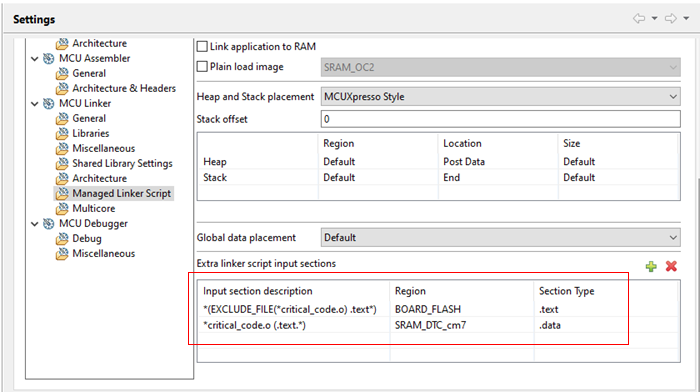 Settings
Architecture
MCU Assembler
General
Architecture & Headers
MCU Linker
General
Libraries
Miscellaneous
Shared Library Settings
Architecture
Managed Linker Script
Multicore
MCU Debugger
Debug
Miscellaneous
Link application to RAM
Plain load image SRAM_OC2
Heap and Stack placement MCUXpresso Style
Stack offset 0
Region Location Size
Heap Default Post Data Default
Stack Default End Default
Global data placement Default
Extra linker script input sections
Input section description Region Section Type
*(EXCLUDE_FILE(*critical_code.o) .text*) BOARD_FLASH .text
*critical_code.o (.text.*) SRAM_DTC_cm7 .data